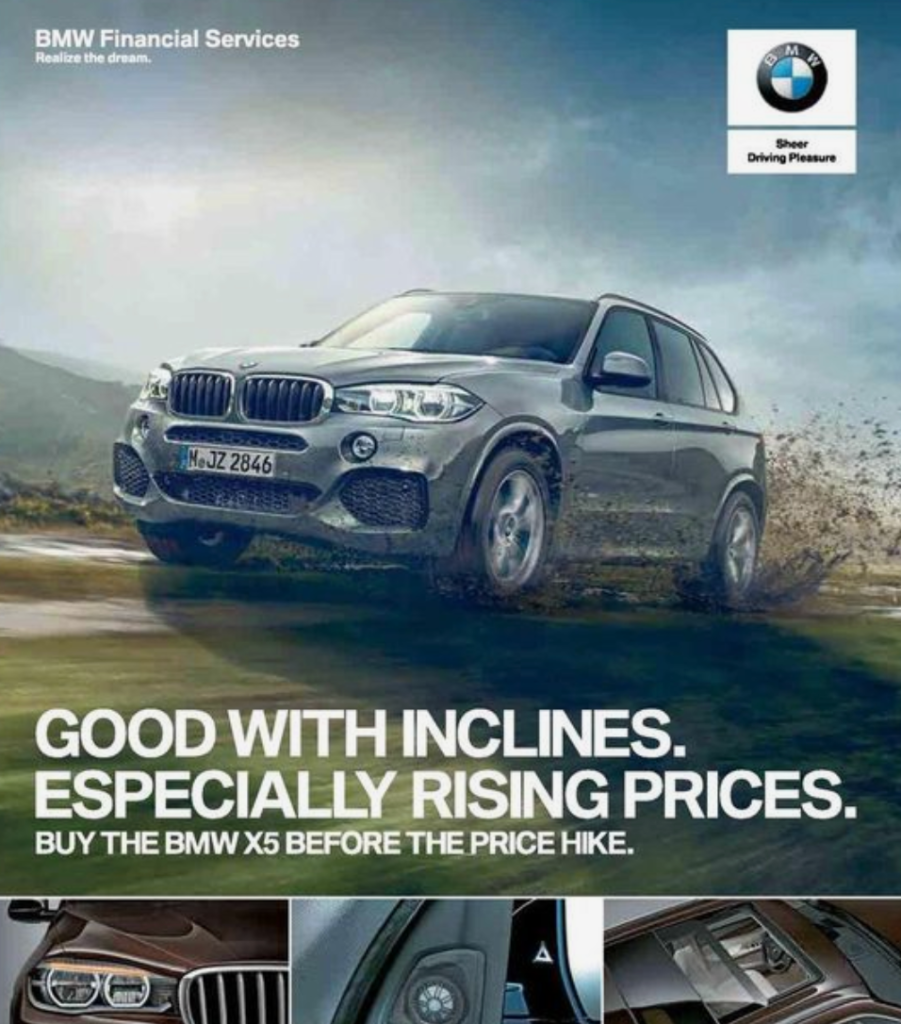 BMW Financial Services
Realize the dream.
BMW
Sheer
Driving Pleasure
M JZ 2846
GOOD WITH INCLINES.
ESPECIALLY RISING PRICES.
BUY THE BMW X5 BEFORE THE PRICE HIKE.